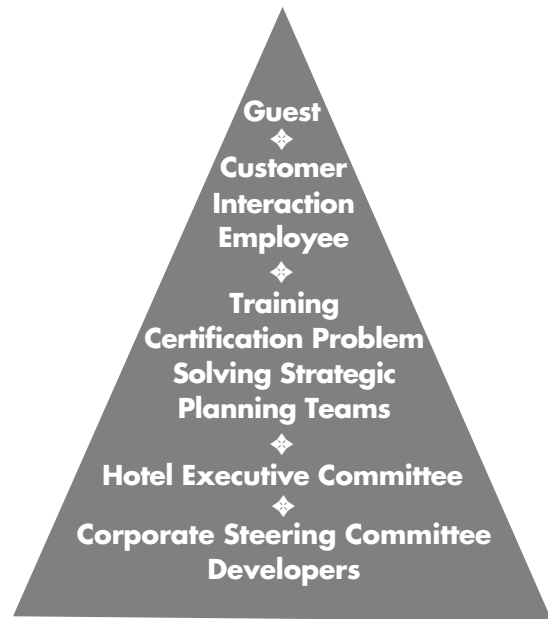 Guest
Customer
Interaction
Employee
Training
Certification Problem
Solving Strategic
Planning Teams
Hotel Executive Committee
Corporate Steering Committee
Developers